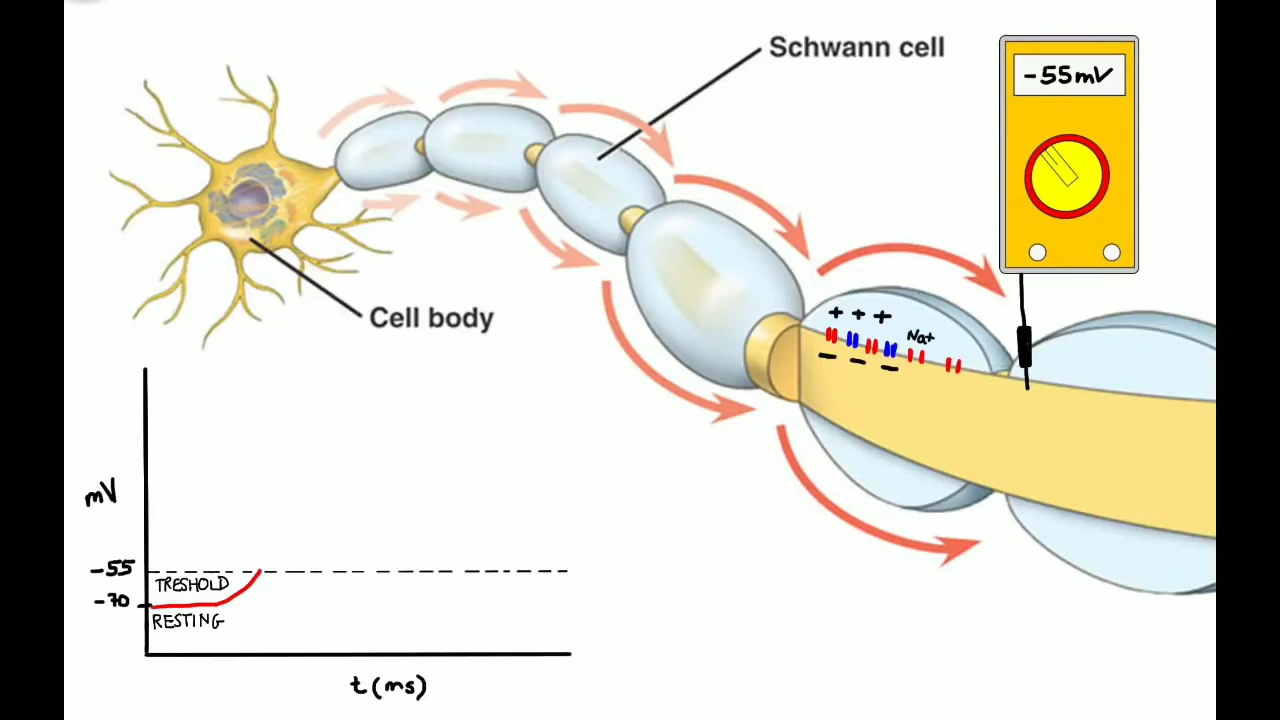 Schwann cell
-55mV
Cell body
+ + +
Na+
- - -
mV
-55
TRESHOLD
-70
RESTING
t(ms)